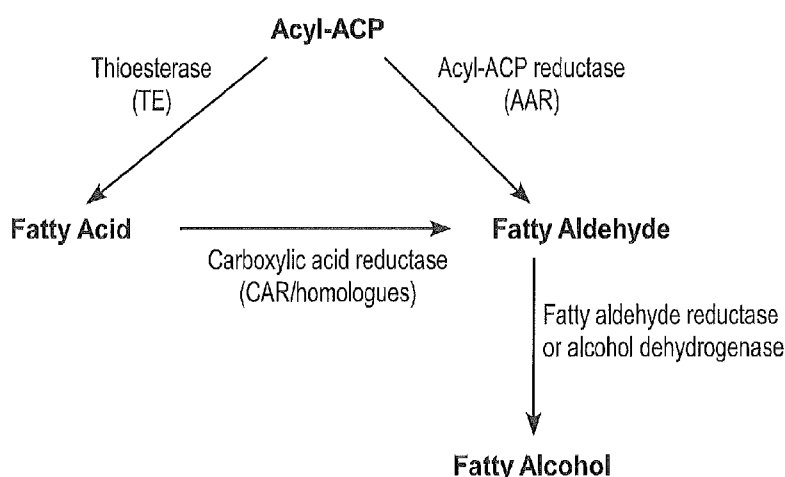 Acyl-ACP
Thioesterase
(TE)
Acyl-ACP reductase
(AAR)
Fatty Acid
Fatty Aldehyde
Carboxylic acid reductase
(CAR/homologues)
Fatty aldehyde reductase
or alcohol dehydrogenase
Fatty Alcohol